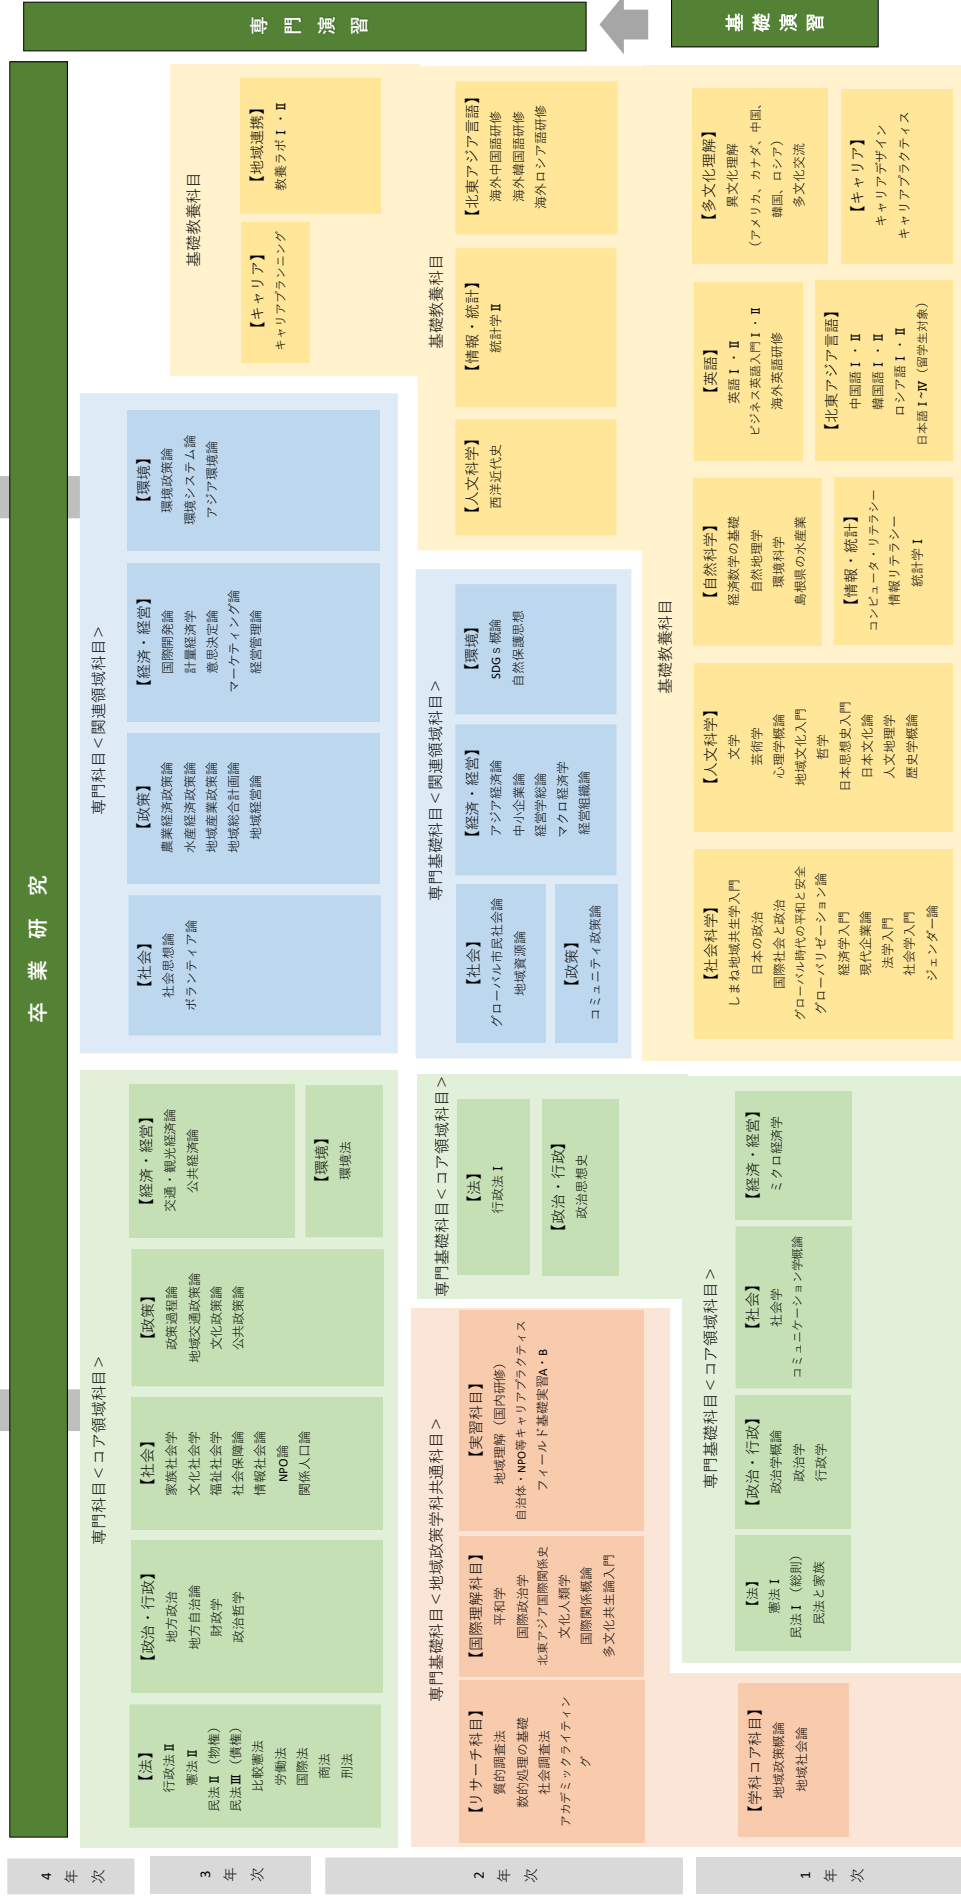 卒業研究
専門演習
基礎演習
4年次
3年次
2年次
1年次
専門科目＜コア領域科目＞
【法】
行政法Ⅱ
憲法Ⅱ
民法Ⅱ（物権）
民法Ⅲ（債権）
比較憲法
労働法
国際法
商法
刑法
【政治・行政】
地方政治
地方自治論
財政学
政治哲学
【社会】
家族社会学
文化社会学
福祉社会学
社会保障論
情報社会論
NPO論
関係人口論
【政策】
政策過程論
地域交通政策論
文化政策論
公共政策論
【経済・経営】
交通・観光経済論
公共経済論
【環境】
環境法
専門科目＜関連領域科目＞
【社会】
社会思想論
ボランティア論
【政策】
農業経済政策論
水産経済政策論
地域産業政策論
地域総合計画論
地域経営論
【経済・経営】
国際開発論
計量経済学
意思決定論
マーケティング論
経営管理論
【環境】
環境政策論
環境システム論
アジア環境論
基礎教養科目
【キャリア】
キャリアプランニング
【地域連携】
教養ラボⅠ・Ⅱ
専門基礎科目＜地域政策学科共通科目＞
【リサーチ科目】
質的調査法
数的処理の基礎
社会調査法
アカデミックライティン
グ
【国際理解科目】
平和学
国際政治学
北東アジア国際関係史
文化人類学
国際関係概論
多文化共生論入門
【実習科目】
地域理解（国内研修）
自治体・NPO等キャリアプラクティス
フィールド基礎実習A・B
専門基礎科目＜コア領域科目＞
【法】
行政法Ⅰ
【政治・行政】
政治思想史
専門基礎科目＜関連領域科目＞
【社会】
グローバル市民社会論
地域資源論
【政策】
コミュニティ政策論
【経済・経営】
アジア経済論
中小企業論
経営学総論
マクロ経済学
経営組織論
【環境】
SDGｓ概論
自然保護思想
基礎教養科目
【人文科学】
西洋近代史
【情報・統計】
統計学Ⅱ
【北東アジア言語】
海外中国語研修
海外韓国語研修
海外ロシア語研修
【学科コア科目】
地域政策概論
地域社会論
専門基礎科目＜コア領域科目＞
【法】
憲法Ⅰ
民法Ⅰ（総則）
民法と家族
【政治・行政】
政治学概論
政治学
行政学
【社会】
社会学
コミュニケーション学概論
【経済・経営】
ミクロ経済学
基礎教養科目
【社会科学】
しまね地域共生学入門
日本の政治
国際社会と政治
グローバル時代の平和と安全
グローバリゼーション論
経済学入門
現代企業論
法学入門
社会学入門
ジェンダー論
【人文科学】
文学
芸術学
心理学概論
地域文化入門
哲学
日本思想史入門
日本文化論
人文地理学
歴史学概論
【自然科学】
経済数学の基礎
自然地理学
環境科学
島根県の水産業
【情報・統計】
コンピュータ・リテラシー
情報リテラシー
統計学Ⅰ
【英語】
英語Ⅰ・Ⅱ
ビジネス英語入門Ⅰ・Ⅱ
海外英語研修
【北東アジア言語】
中国語Ⅰ・Ⅱ
韓国語Ⅰ・Ⅱ
ロシア語Ⅰ・Ⅱ
日本語Ⅰ~Ⅳ（留学生対象）
【多文化理解】
異文化理解
（アメリカ、カナダ、中国、
韓国、ロシア）
多文化交流
【キャリア】
キャリアデザイン
キャリアプラクティス